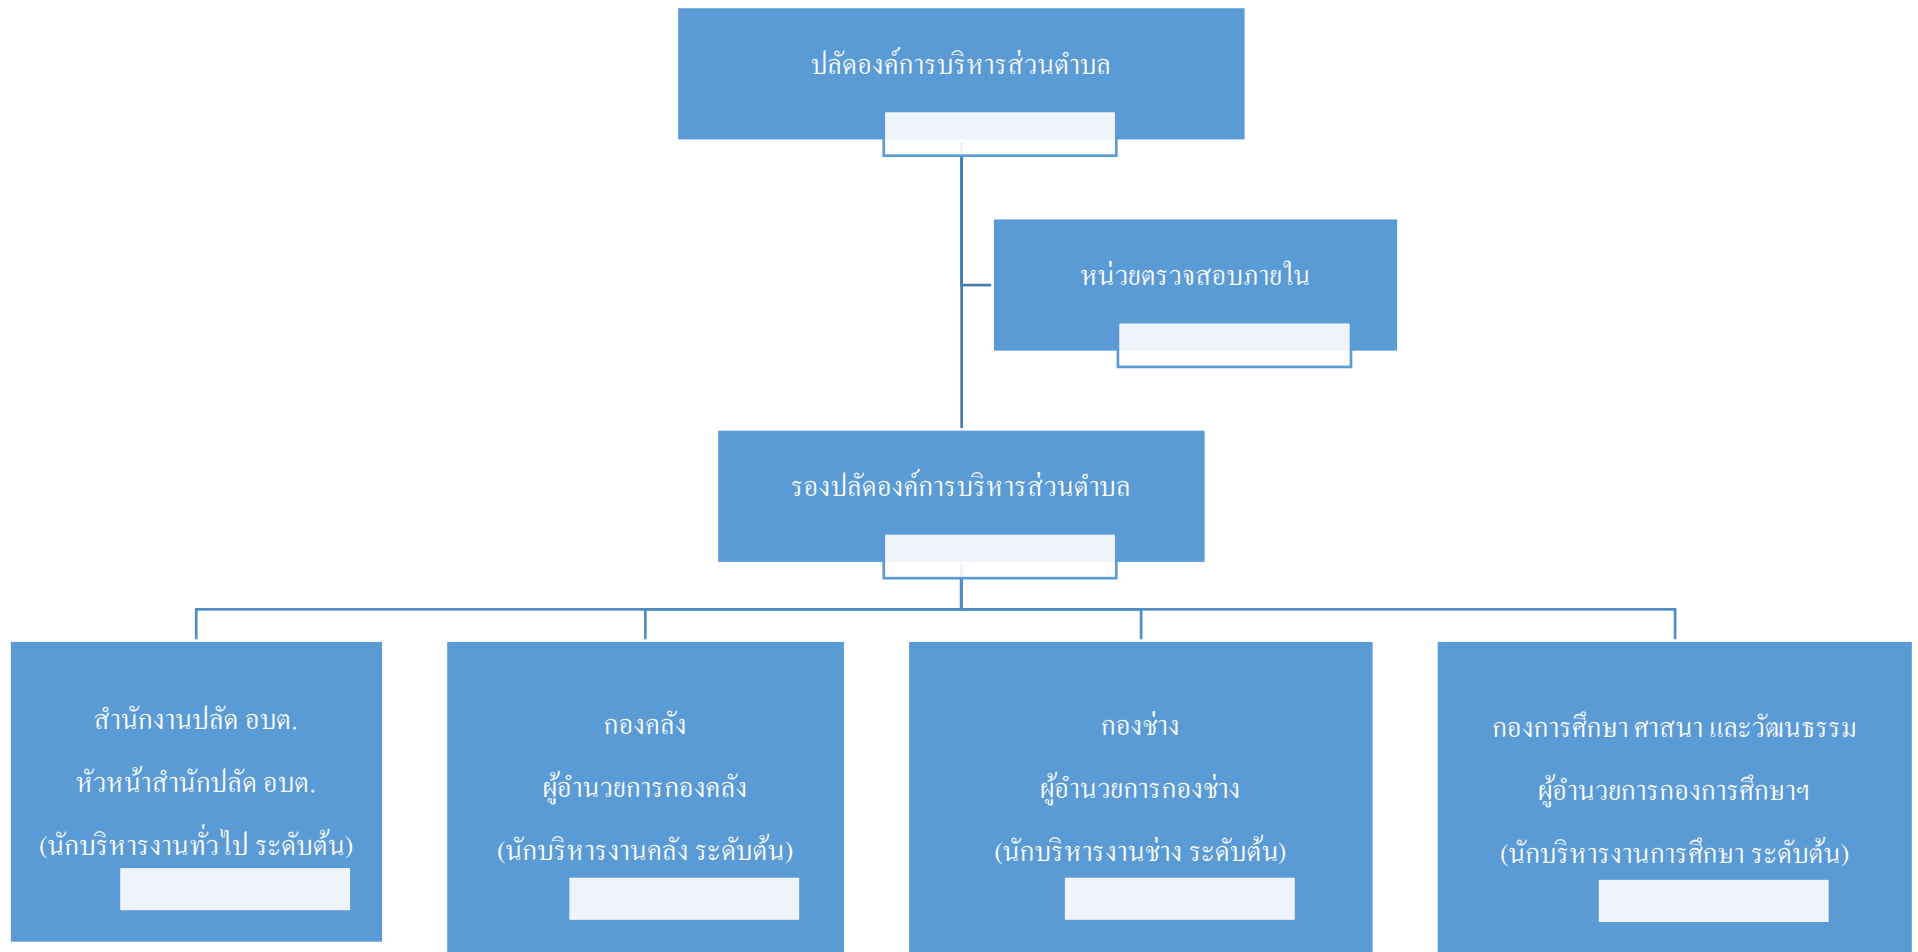 ปลัดองค์การบริหารส่วนตำบล
หน่วยตรวจสอบภายใน
รองปลัดองค์การบริหารส่วนตำบล
สำนักงานปลัด อบต.
หัวหน้าสำนักปลัด อบต.
(นักบริหารงานทั่วไป ระดับต้น)
กองคลัง
ผู้อำนวยการกองคลัง
(นักบริหารงานคลัง ระดับต้น)
กองช่าง
ผู้อำนวยการกองช่าง
(นักบริหารงานช่าง ระดับต้น)
กองการศึกษา ศาสนา และวัฒนธรรม
ผู้อำนวยการกองการศึกษาฯ
(นักบริหารงานการศึกษา ระดับต้น)